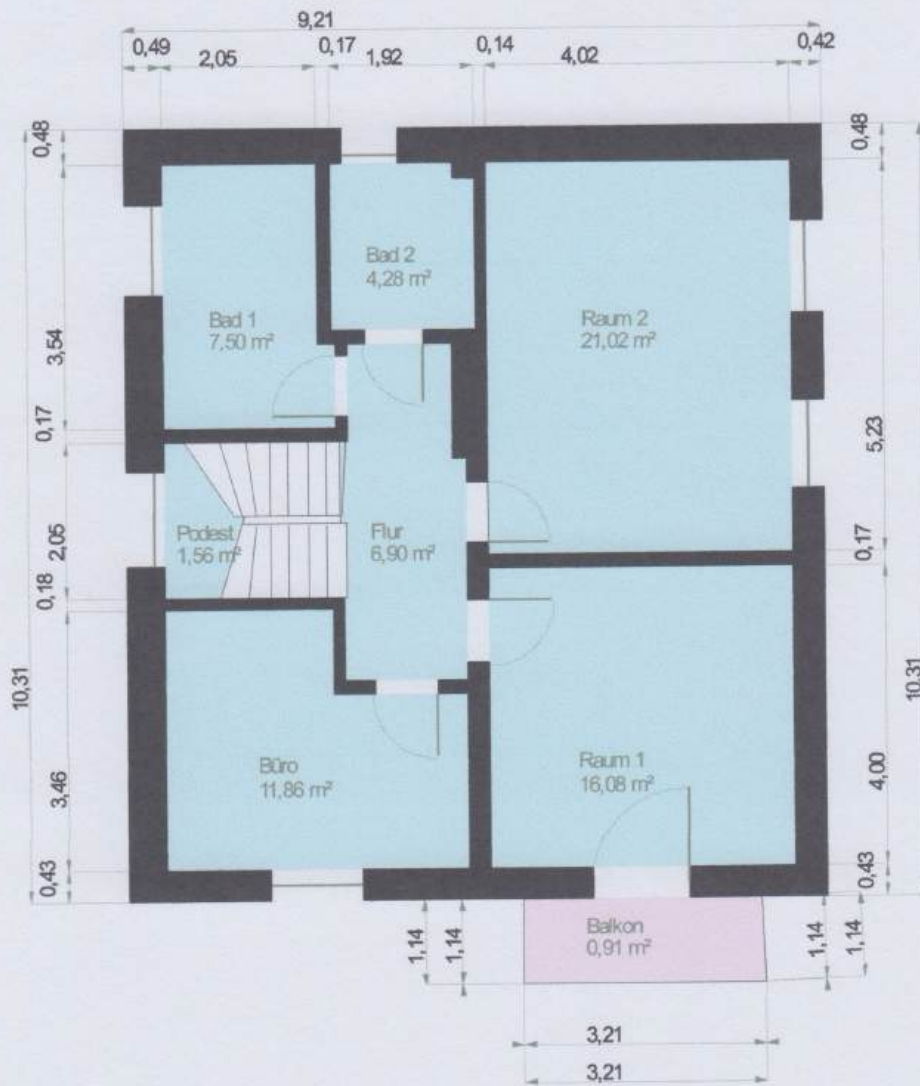 9,21
0,49
2,05
0,17
1,92
0,14
4,02
0,42
0,48
3,54
0,17
2,05
0,18
3,46
0,43
10,31
0,48
5,23
0,17
4,00
0,43
10,31
Bad 1
7,50 m²
Bad 2
4,28 m²
Raum 2
21,02 m²
Podest
1,56 m²
Flur
6,90 m²
Büro
11,86 m²
Raum 1
16,08 m²
Balkon
0,91 m²
1,14
1,14
1,14
1,14
3,21
3,21